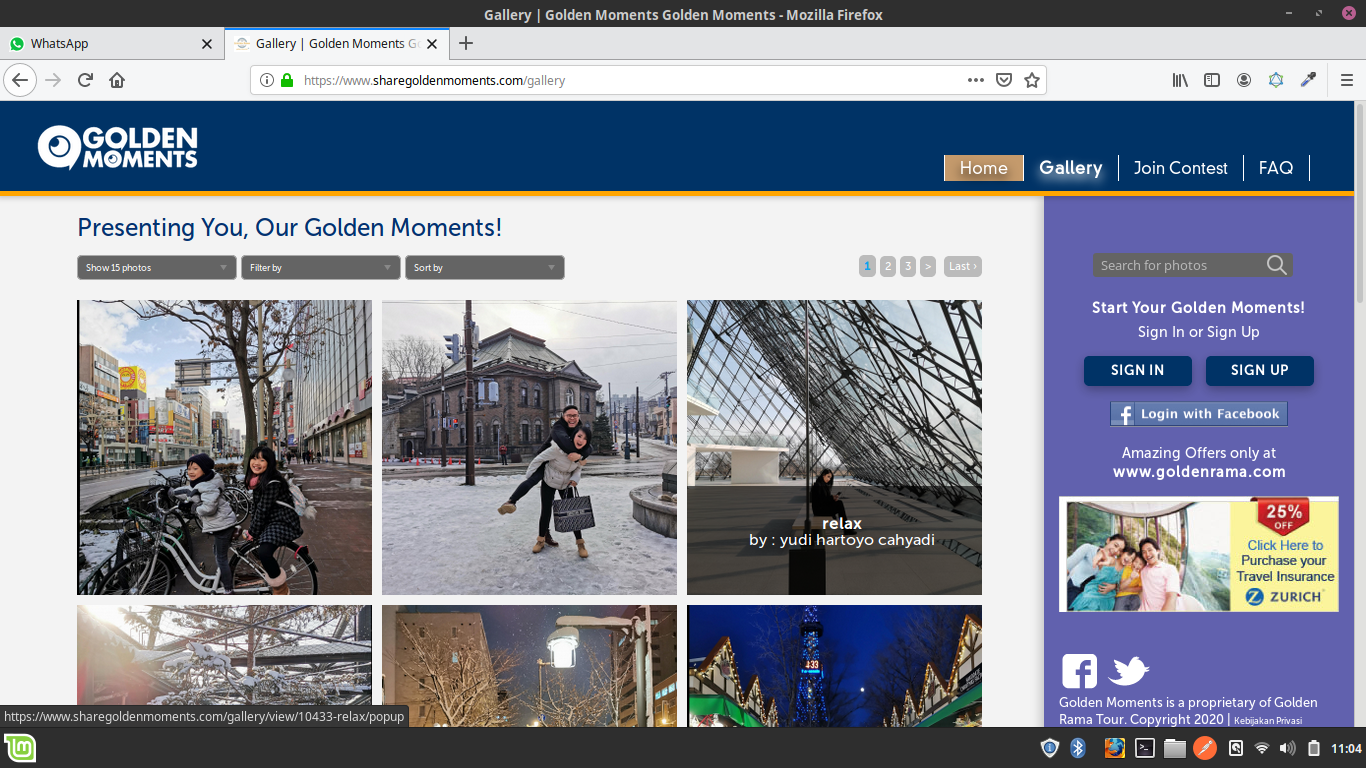 Gallery | Golden Moments Golden Moments - Mozilla Firefox
WhatsApp
Gallery | Golden Moments
https://www.sharegoldenmoments.com/gallery
GOLDEN
MOMENTS
Home
Gallery
Join Contest
FAQ
Presenting You, Our Golden Moments!
Show 15 photos
Filter by
Sort by
1
2
3
>
Last ›
Search for photos
Start Your Golden Moments!
Sign In or Sign Up
SIGN IN
SIGN UP
f Login with Facebook
Amazing Offers only at
www.goldenrama.com
25%
OFF
Click Here to
Purchase your
Travel Insurance
ZURICH
relax
by : yudi hartoyo cahyadi
Golden Moments is a proprietary of Golden
Rama Tour. Copyright 2020 | Kebijakan Privasi
https://www.sharegoldenmoments.com/gallery/view/10433-relax/popup
11:04